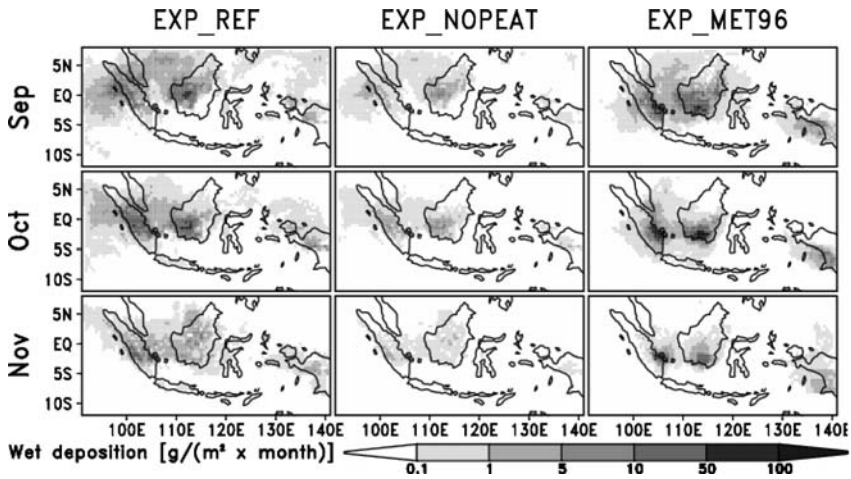 EXP_REF EXP_NOPEAT EXP_MET96
Sep
5N
EQ
5S
10S
Oct
5N
EQ
5S
10S
Nov
5N
EQ
5S
10S
100E 110E 120E 130E 140E 100E 110E 120E 130E 140E 100E 110E 120E 130E 140E
Wet deposition [g/(m² x month)]
0.1 1 5 10 50 100